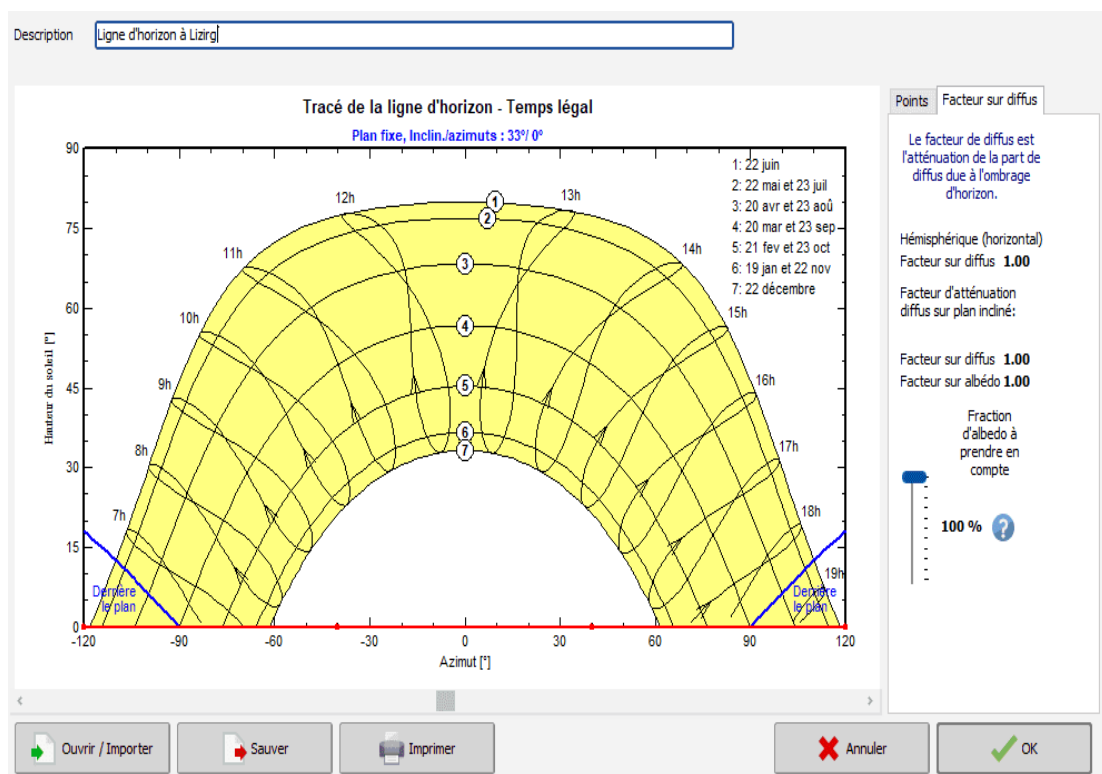 Description
Ligne d'horizon à Lizirg
Tracé de la ligne d'horizon - Temps légal
Plan fixe, Inclin./azimuts : 33°/ 0°
90
75
60
45
30
15
0
Hauteur du soleil [°]
-120
-90
-60
-30
0
30
60
90
120
Azimut [°]
7h
8h
9h
10h
11h
12h
13h
14h
15h
16h
17h
18h
19h
1
2
3
4
5
6
7
1: 22 juin
2: 22 mai et 23 juil
3: 20 avr et 23 aoû
4: 20 mar et 23 sep
5: 21 fev et 23 oct
6: 19 jan et 22 nov
7: 22 décembre
Derrière
le plan
Derrière
le plan
Points
Facteur sur diffus
Le facteur de diffus est
l'atténuation de la part de
diffus due à l'ombrage
d'horizon.
Hémisphérique (horizontal)
Facteur sur diffus 1.00
Facteur d'atténuation
diffus sur plan incliné:
Facteur sur diffus 1.00
Facteur sur albédo 1.00
Fraction
d'albedo à
prendre en
compte
100 % ?
Ouvrir / Importer
Sauver
Imprimer
Annuler
OK